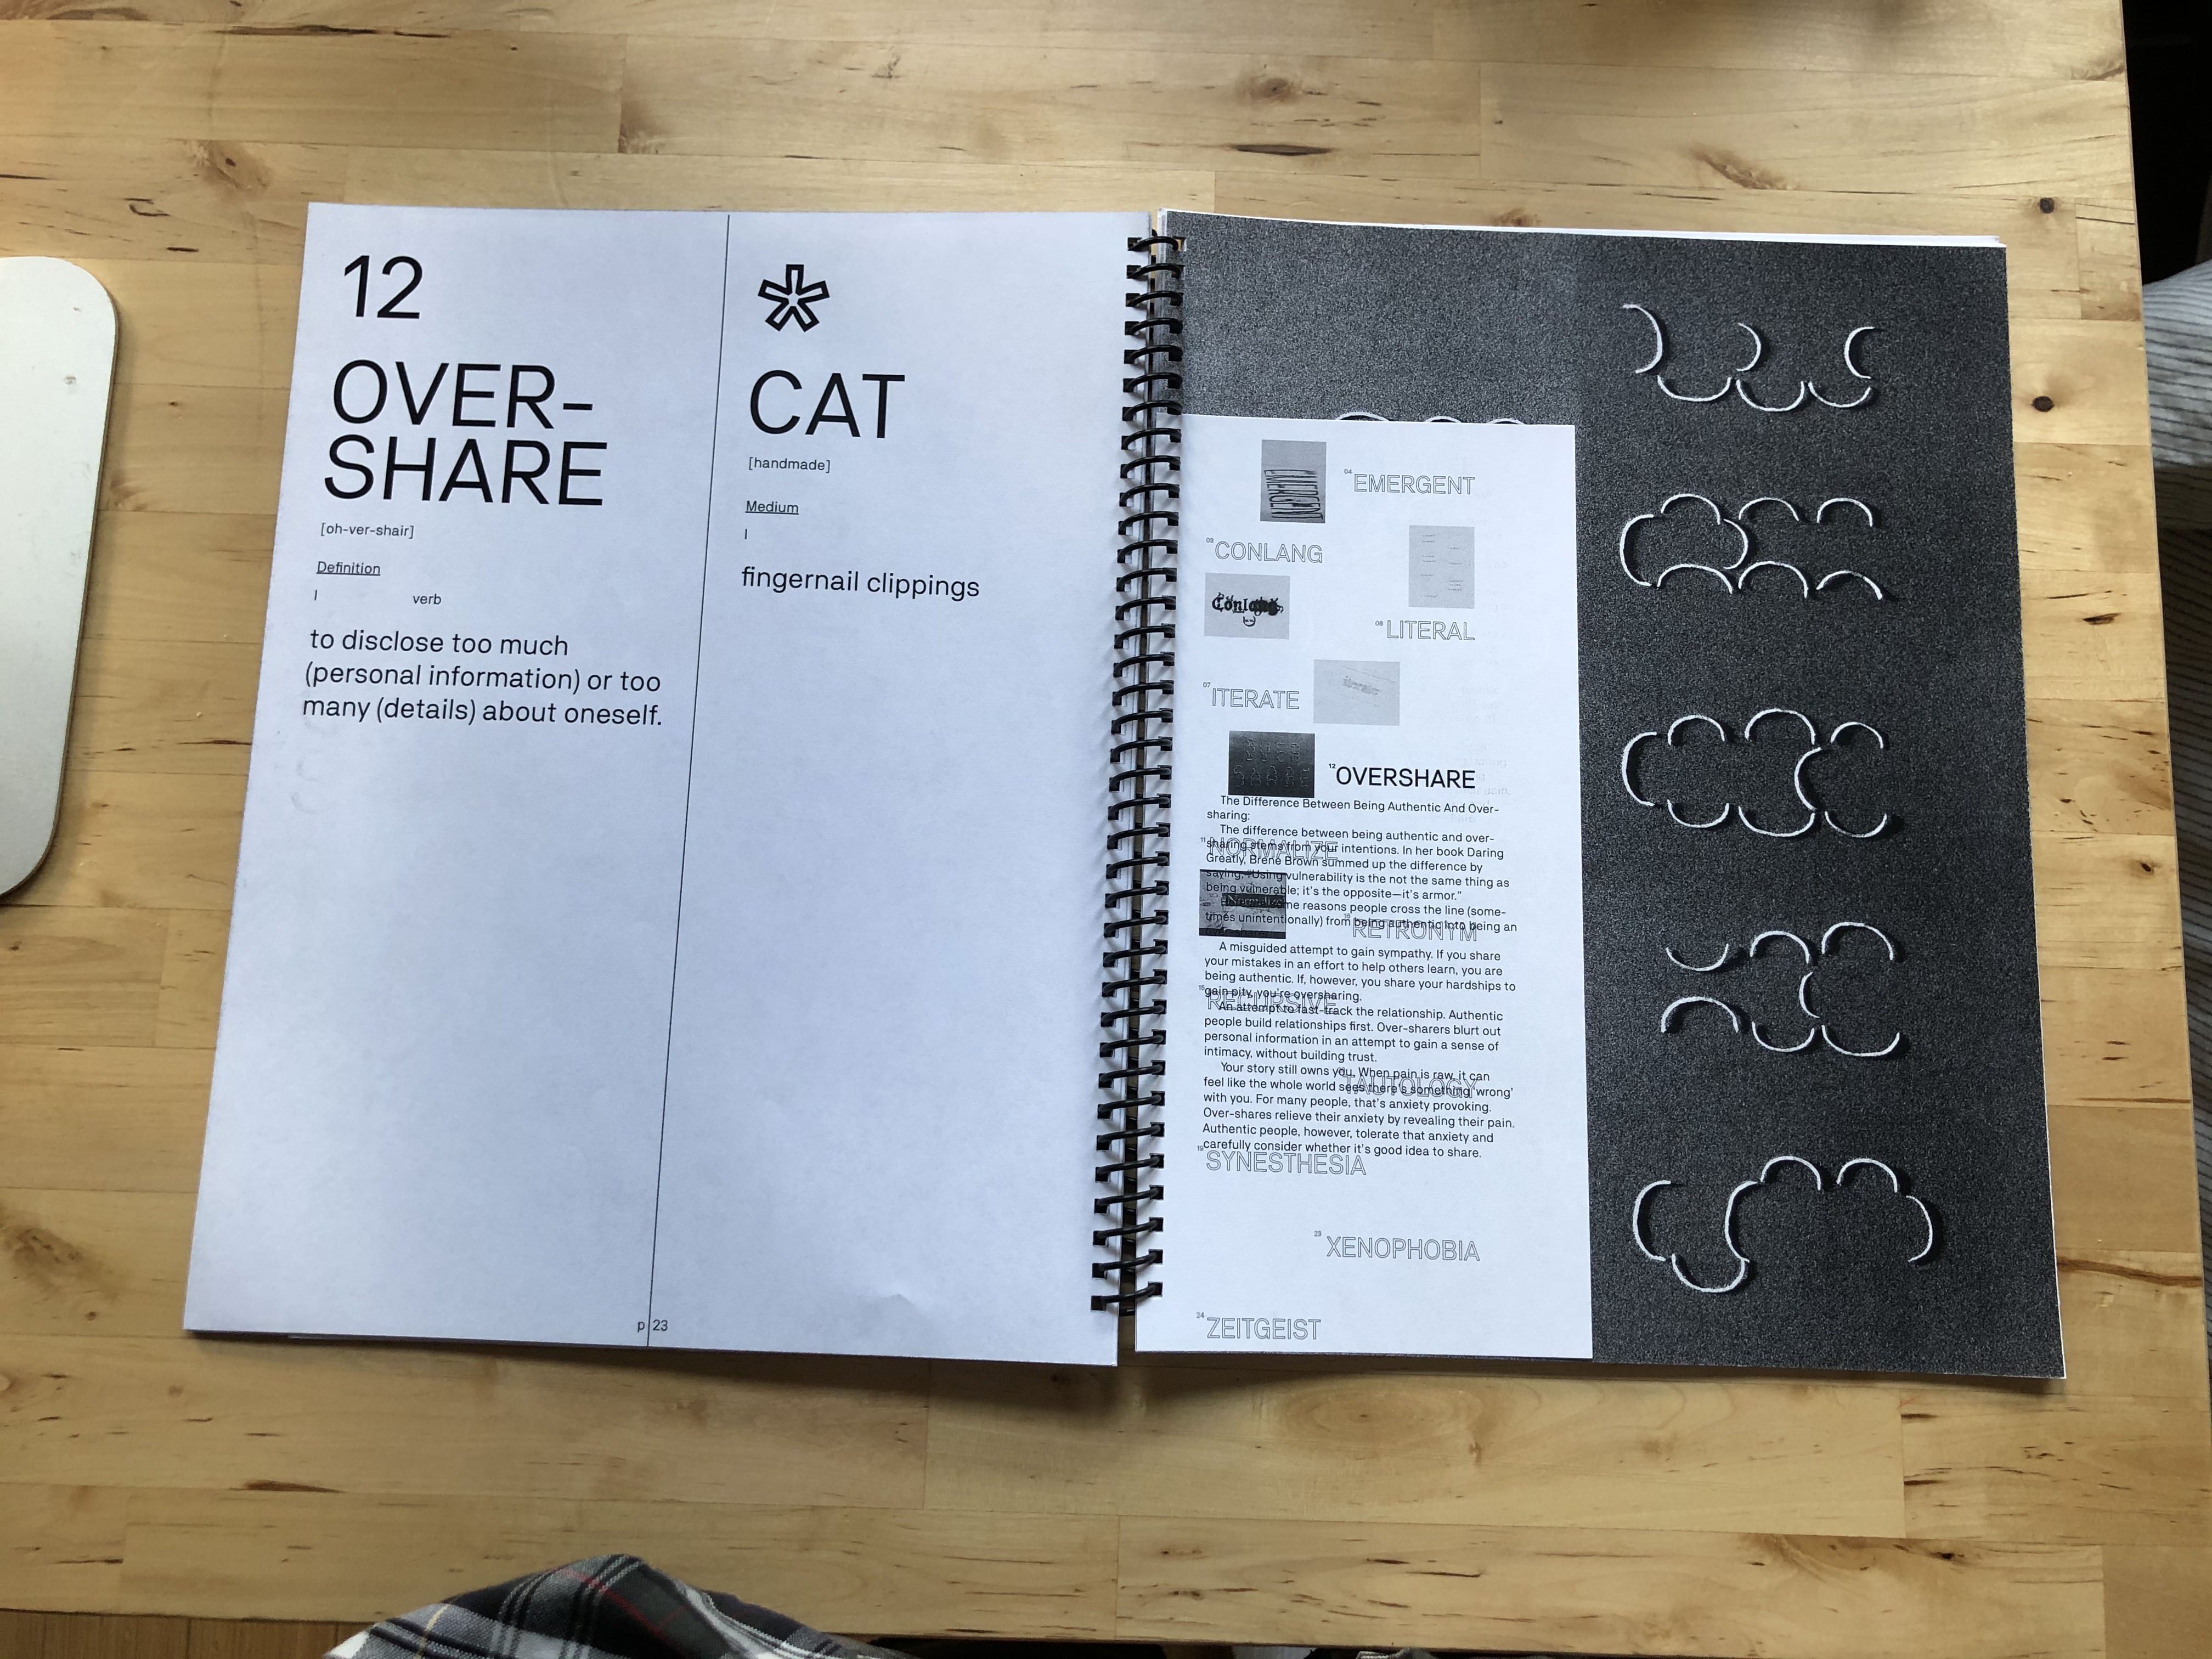 12
OVER-
SHARE
[oh-ver-shair]
Definition
verb
to disclose too much
(personal information) or too
many (details) about oneself.
p 23
CAT
[handmade]
Medium
fingernail clippings
EMERGENT
04 EMERGENT
CONLANG
Conlang
08 LITERAL
07 ITERATE
12 OVERSHARE
The Difference Between Being Authentic And Over-
sharing:
The difference between being authentic and over-
sharing stems from your intentions. In her book Daring
Greatly, Brené Brown summed up the difference by
saying, "Using vulnerability is the not the same thing as
being vulnerable; it's the opposite—it's armor."
reasons people cross the line (some-
times unintentionally) from being authentic into being an
RETRONYM
A misguided attempt to gain sympathy. If you share
your mistakes in an effort to help others learn, you are
being authentic. If, however, you share your hardships to
gain pity, you're oversharing.
An attempt to fast-track the relationship. Authentic
people build relationships first. Over-sharers blurt out
personal information in an attempt to gain a sense of
intimacy, without building trust.
Your story still owns you. When pain is raw, it can
feel like the whole world sees there's something 'wrong'
with you. For many people, that's anxiety provoking.
Over-shares relieve their anxiety by revealing their pain.
Authentic people, however, tolerate that anxiety and
carefully consider whether it's good idea to share.
19 SYNESTHESIA
23 XENOPHOBIA
24 ZEITGEIST